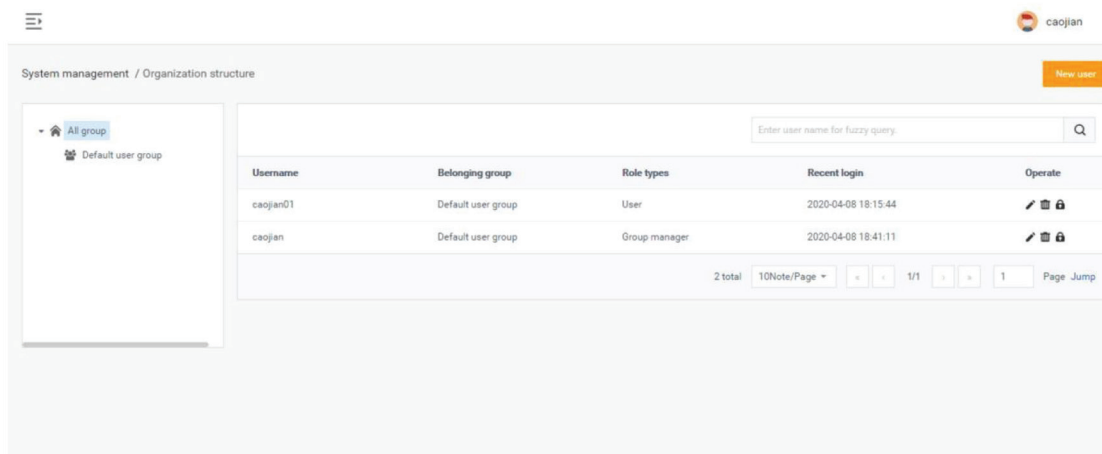 caojian
System management / Organization structure
New user
All group
Default user group
Enter user name for fuzzy query.
Username Belonging group Role types Recent login Operate
caojian01 Default user group User 2020-04-08 18:15:44
caojian Default user group Group manager 2020-04-08 18:41:11
2 total 10Note/Page « ‹ 1/1 › » 1 Page Jump